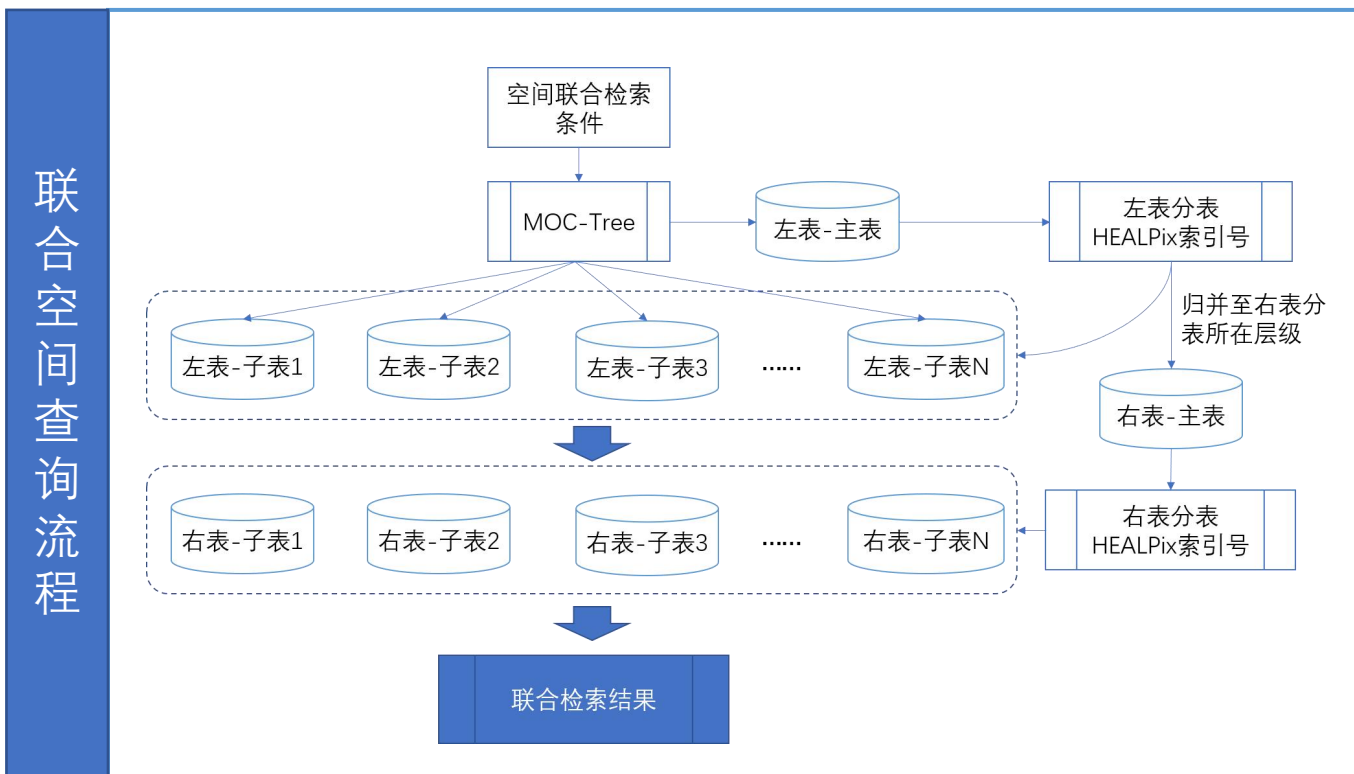 联合空间查询流程
空间联合检索
条件
MOC-Tree
左表-主表
左表分表
HEALPix索引号
归并至右表分
表所在层级
左表-子表1
左表-子表2
左表-子表3
……
左表-子表N
右表-主表
右表-子表1
右表-子表2
右表-子表3
……
右表-子表N
右表分表
HEALPix索引号
联合检索结果